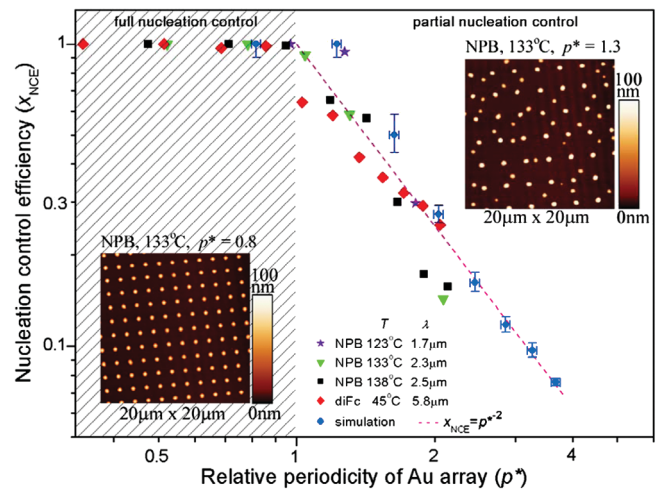 full nucleation control
partial nucleation control
Nucleation control efficiency (xNCE)
1
0.3
0.1
NPB, 133°C, p* = 1.3
100
nm
0nm
20μm x 20μm
NPB, 133°C, p* = 0.8
100
nm
0nm
20μm x 20μm
T λ
NPB 123°C 1.7μm
NPB 133°C 2.3μm
NPB 138°C 2.5μm
diFc 45°C 5.8μm
simulation xNCE=p*-2
0.5 1 2 4
Relative periodicity of Au array (p*)